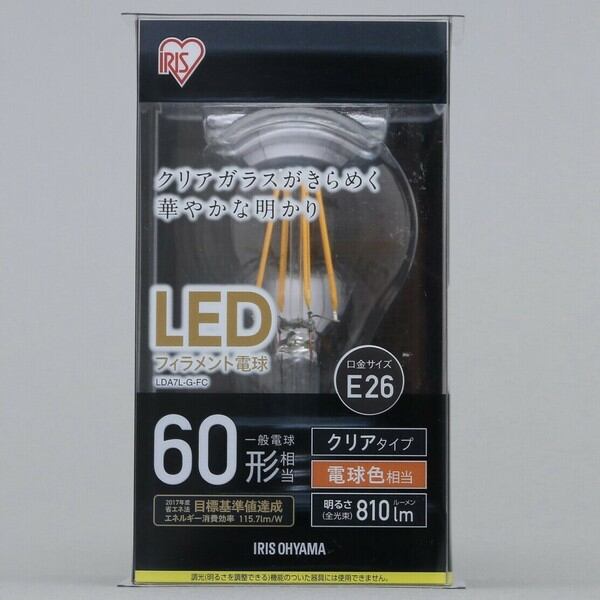 IRIS
クリアガラスがきらめく
華やかな明かり
LED
フィラメント電球
LDA7L-G-FC
口金サイズ
E26
60形 一般電球 相当
クリアタイプ
電球色相当
2017年度 省エネ法 目標基準値達成
エネルギー消費効率 115.7lm/W
明るさ (全光束) 810 ルーメン lm
IRIS OHYAMA
調光(明るさを調整できる)機能のついた器具には使用できません。